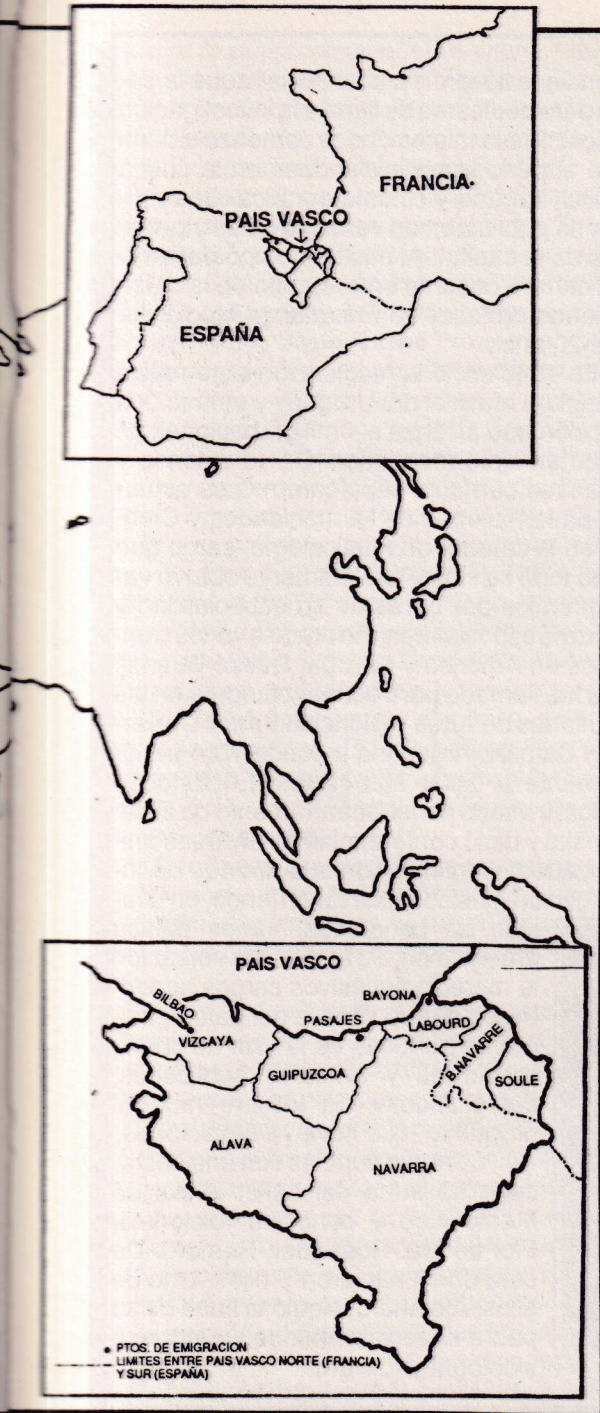 FRANCIA
PAIS VASCO
ESPAÑA
PAIS VASCO
BILBAO
BAYONA
PASAJES
LABOURD
VIZCAYA
B.NAVARRE
GUIPUZCOA
SOULE
ALAVA
NAVARRA
PTOS. DE EMIGRACION
LIMITES ENTRE PAIS VASCO NORTE (FRANCIA)
Y SUR (ESPAÑA)